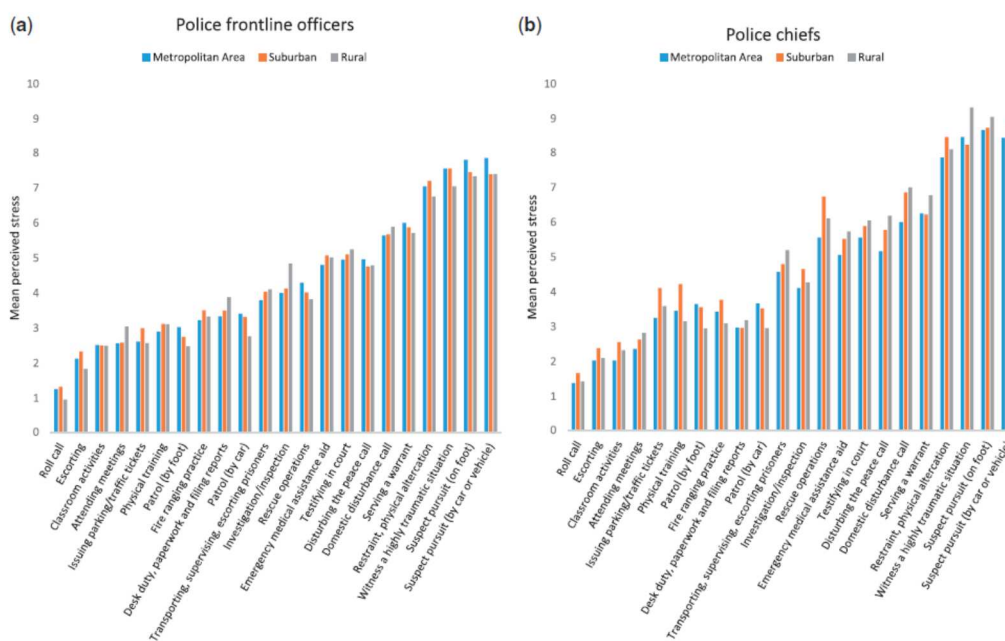 (a)
Police frontline officers
Metropolitan Area Suburban Rural
10
9
8
7
6
5
4
3
2
1
0
Mean perceived stress
Roll call
Escorting
Classroom activities
Attending meetings
Issuing parking/traffic tickets
Physical training
Patrol (by foot)
Fire ranging practice
Desk duty, paperwork and filing reports
Patrol (by car)
Transporting, supervising, escorting prisoners
Investigation/inspection
Rescue operations
Emergency medical assistance aid
Testifying in court
Disturbing the peace call
Domestic disturbance call
Serving a warrant
Restraint, physical altercation
Witness a highly traumatic situation
Suspect pursuit (on foot)
Suspect pursuit (by car or vehicle)
(b)
Police chiefs
Metropolitan Area Suburban Rural
10
9
8
7
6
5
4
3
2
1
0
Mean perceived stress
Roll call
Escorting
Classroom activities
Attending meetings
Issuing parking/traffic tickets
Physical training
Patrol (by foot)
Fire ranging practice
Desk duty, paperwork and filing reports
Patrol (by car)
Transporting, supervising, escorting prisoners
Investigation/inspection
Rescue operations
Emergency medical assistance aid
Testifying in court
Disturbing the peace call
Domestic disturbance call
Serving a warrant
Restraint, physical altercation
Witness a highly traumatic situation
Suspect pursuit (on foot)
Suspect pursuit (by car or vehicle)